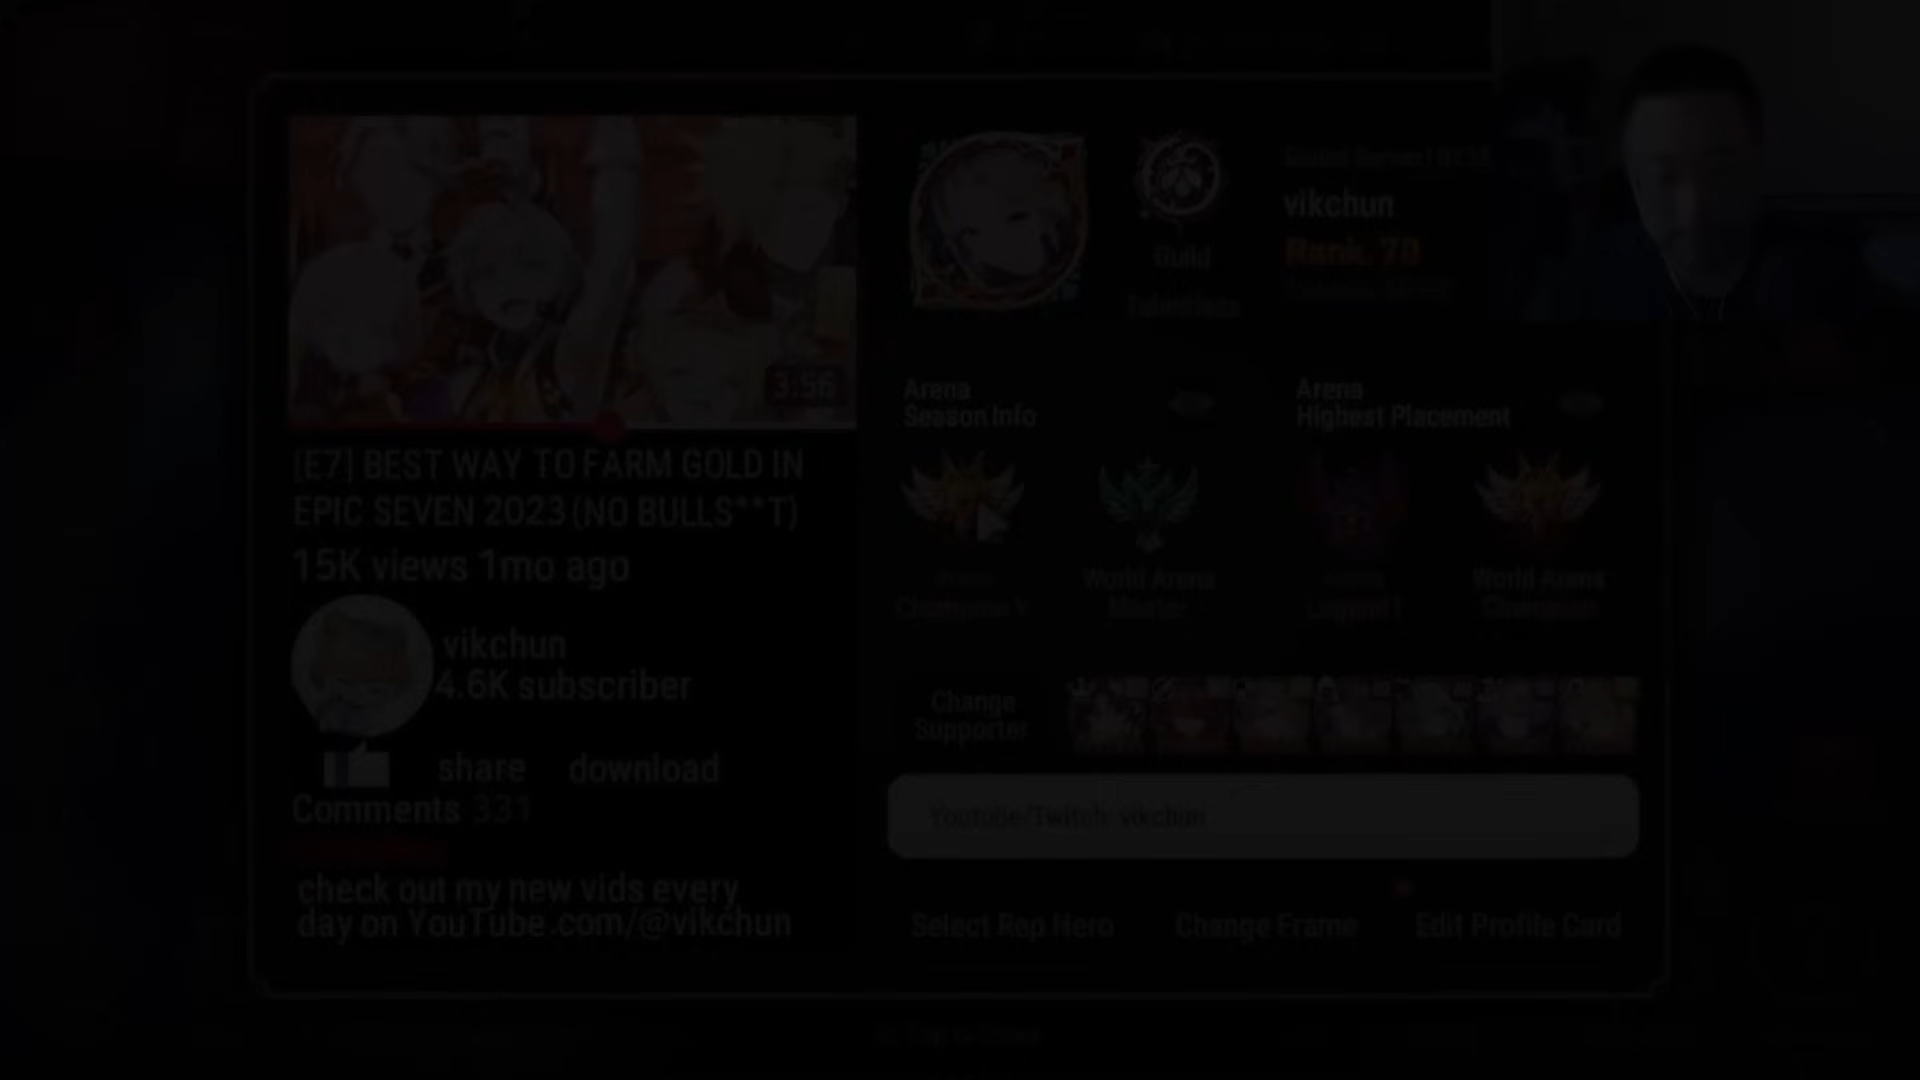 3:56
[E7] BEST WAY TO FARM GOLD IN
EPIC SEVEN 2023 (NO BULLS**T)
15K views 1mo ago
vikchun
4.6K subscriber
share download
Comments 331
check out my new vids every
day on YouTube.com/@vikchun
Guild
vikchun
Rank. 70
Arena
Season Info
Arena
Highest Placement
World Arena
Master
World Arena
Change
Supporter
Youtube/Twitch: vikchun
Select Rep Hero
Change Frame
Edit Profile Card